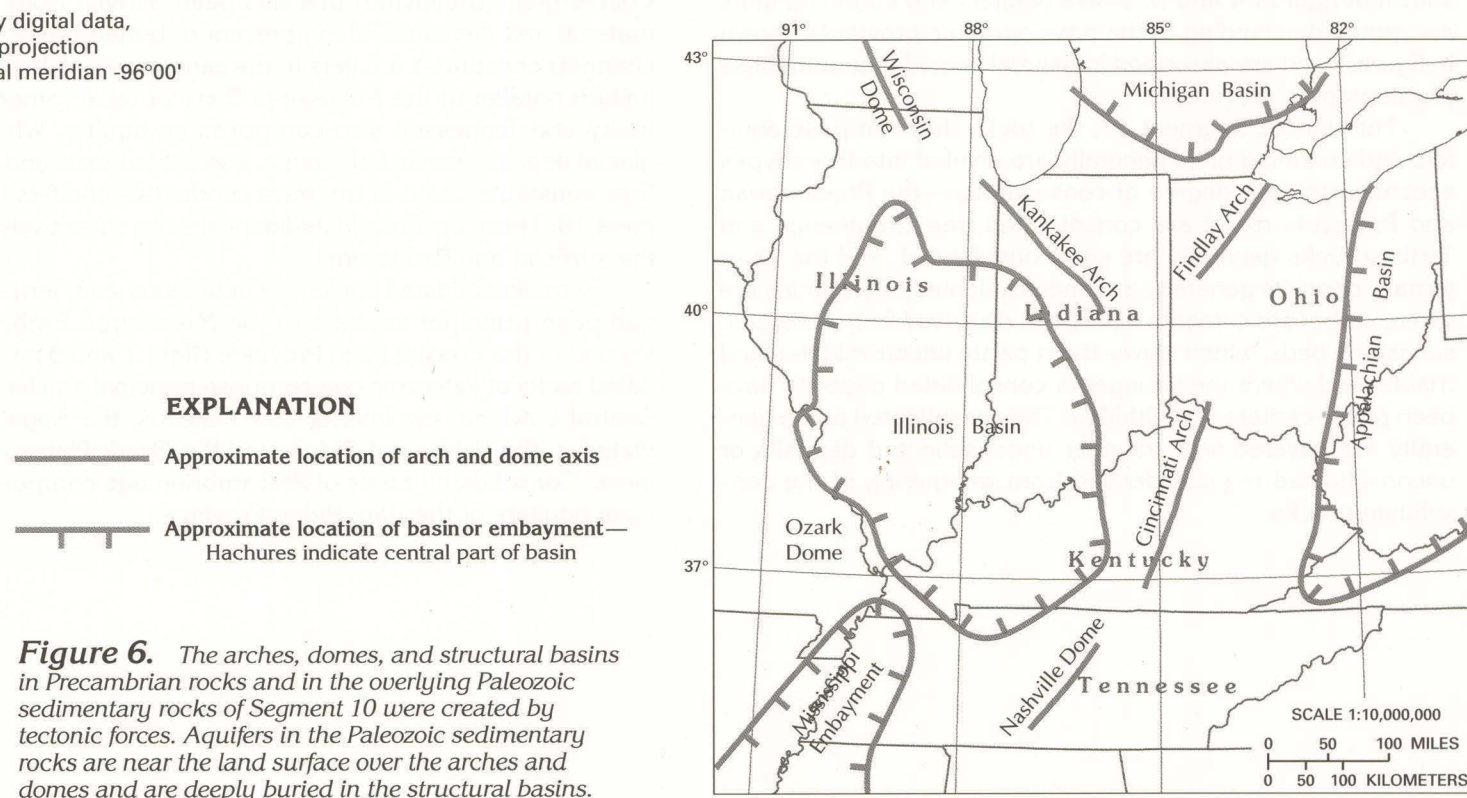 y digital data,
projection
al meridian -96°00'
EXPLANATION
Approximate location of arch and dome axis
Approximate location of basin or embayment—
Hachures indicate central part of basin
Figure 6. The arches, domes, and structural basins
in Precambrian rocks and in the overlying Paleozoic
sedimentary rocks of Segment 10 were created by
tectonic forces. Aquifers in the Paleozoic sedimentary
rocks are near the land surface over the arches and
domes and are deeply buried in the structural basins.
91°
88°
85°
82°
43°
40°
37°
Wisconsin
Dome
Michigan Basin
Kankakee Arch
Findlay Arch
Illinois
Indiana
Ohio
Appalachian Basin
Illinois Basin
Cincinnati Arch
Ozark
Dome
Kentucky
Mississippi
Embayment
Nashville Dome
Tennessee
SCALE 1:10,000,000
0 50 100 MILES
0 50 100 KILOMETERS